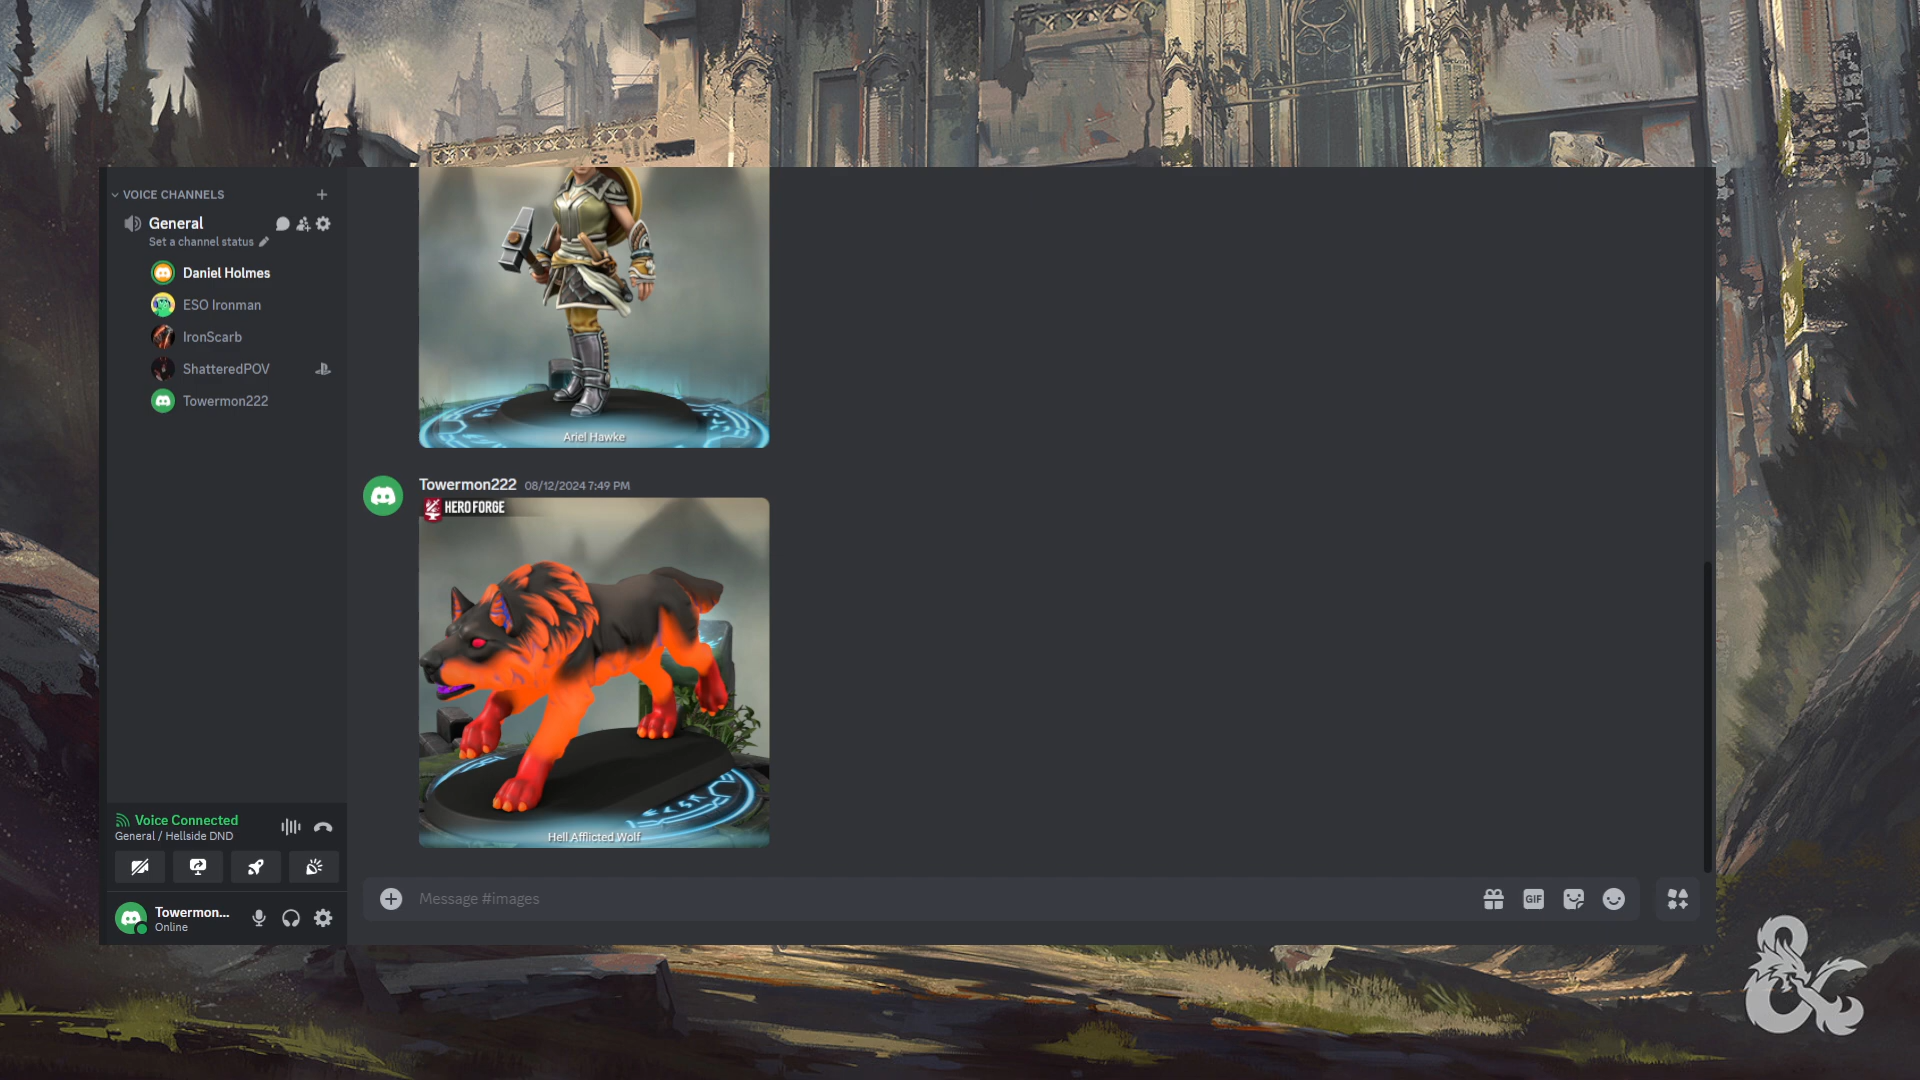 VOICE CHANNELS
General
Set a channel status
Daniel Holmes
ESO Ironman
IronScarb
ShatteredPOV
Towermon222
Ariel Hawke
Towermon222 08/12/2024 7:49 PM
HERO FORGE
Hell Afflicted Wolf
Voice Connected
General / Hellside DND
Towermon...
Online
Message #images
GIF